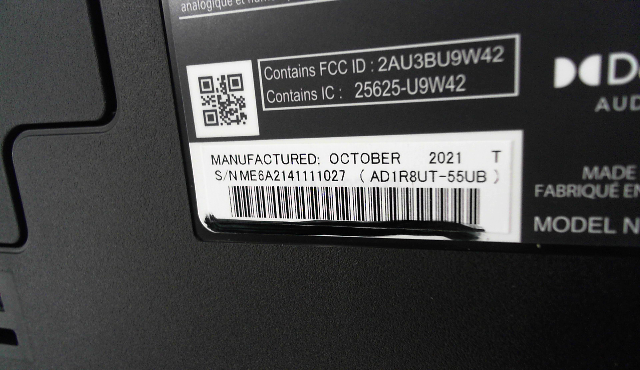 analogique et num
Contains FCC ID : 2AU3BU9W42
Contains IC : 25625-U9W42
AUD
MANUFACTURED: OCTOBER 2021 T
S/N ME6A2141111027 ( AD1R8UT-55UB )
MADE
FABRIQUÉ EN
MODEL N